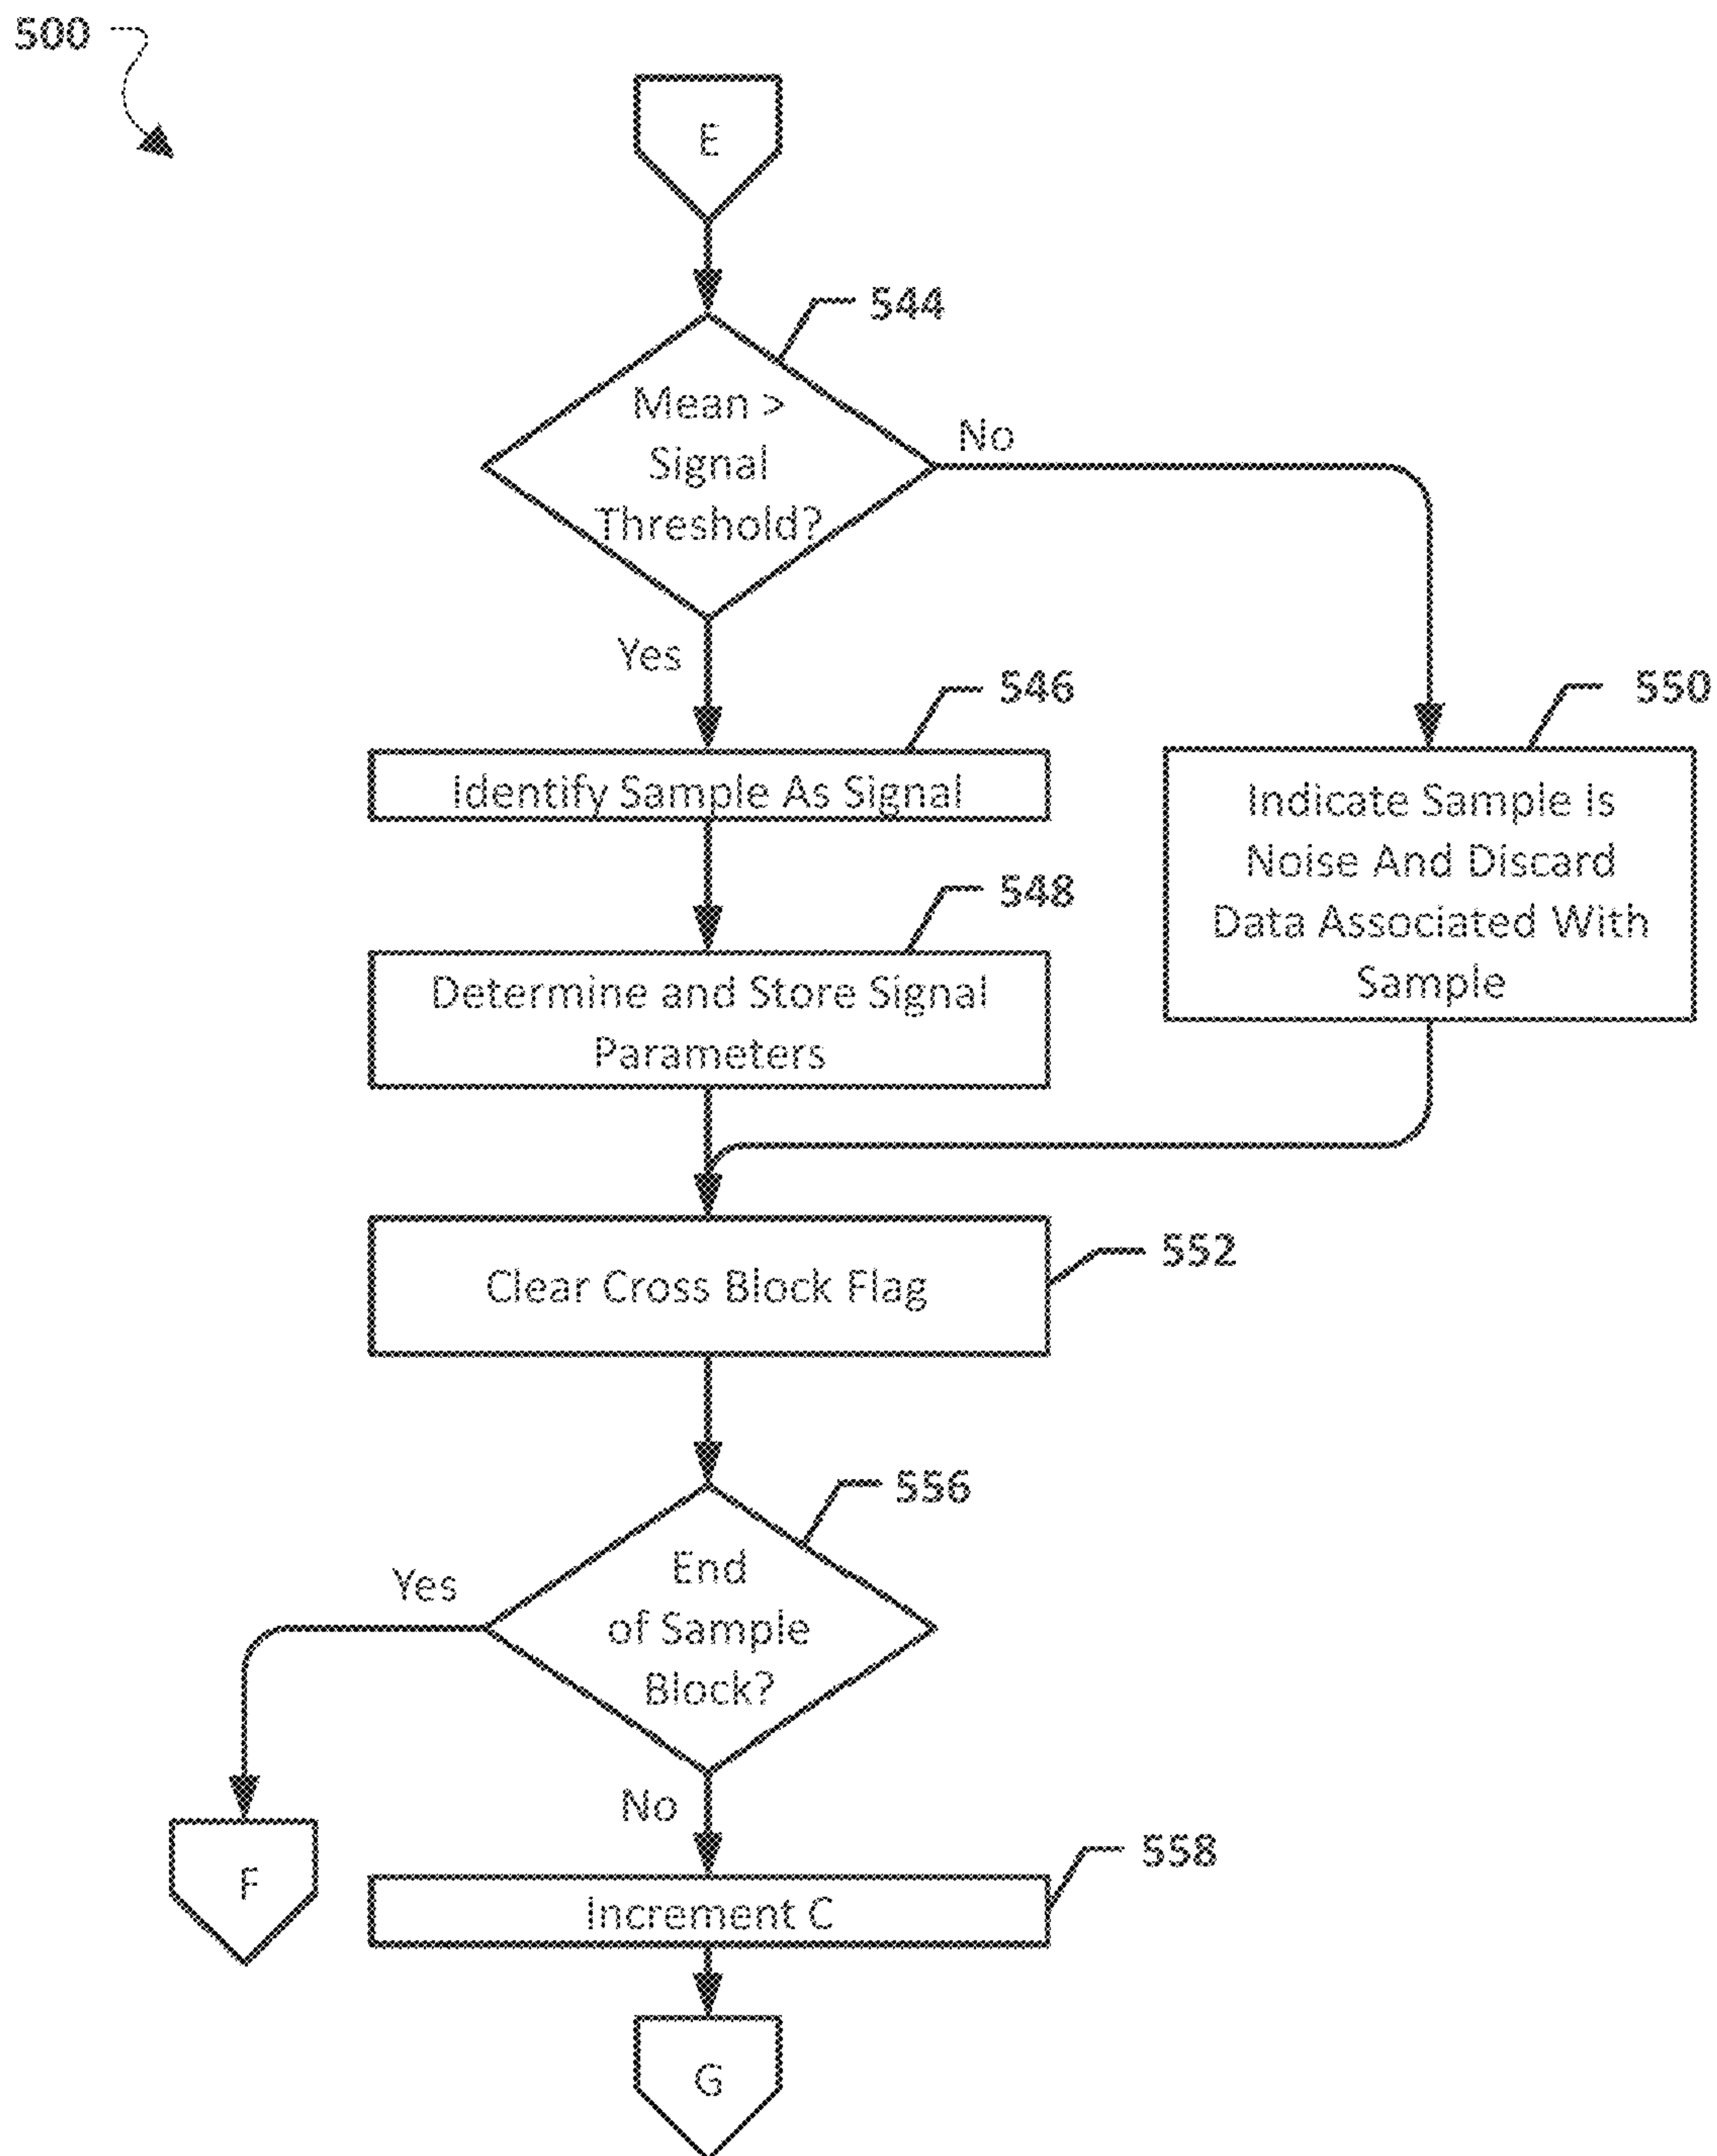 500
E
544
Mean >
Signal
Threshold?
No
Yes
546
550
Identify Sample As Signal
Indicate Sample Is
Noise And Discard
Data Associated With
Sample
548
Determine and Store Signal
Parameters
552
Clear Cross Block Flag
556
End
of Sample
Block?
Yes
No
F
558
Increment C
G